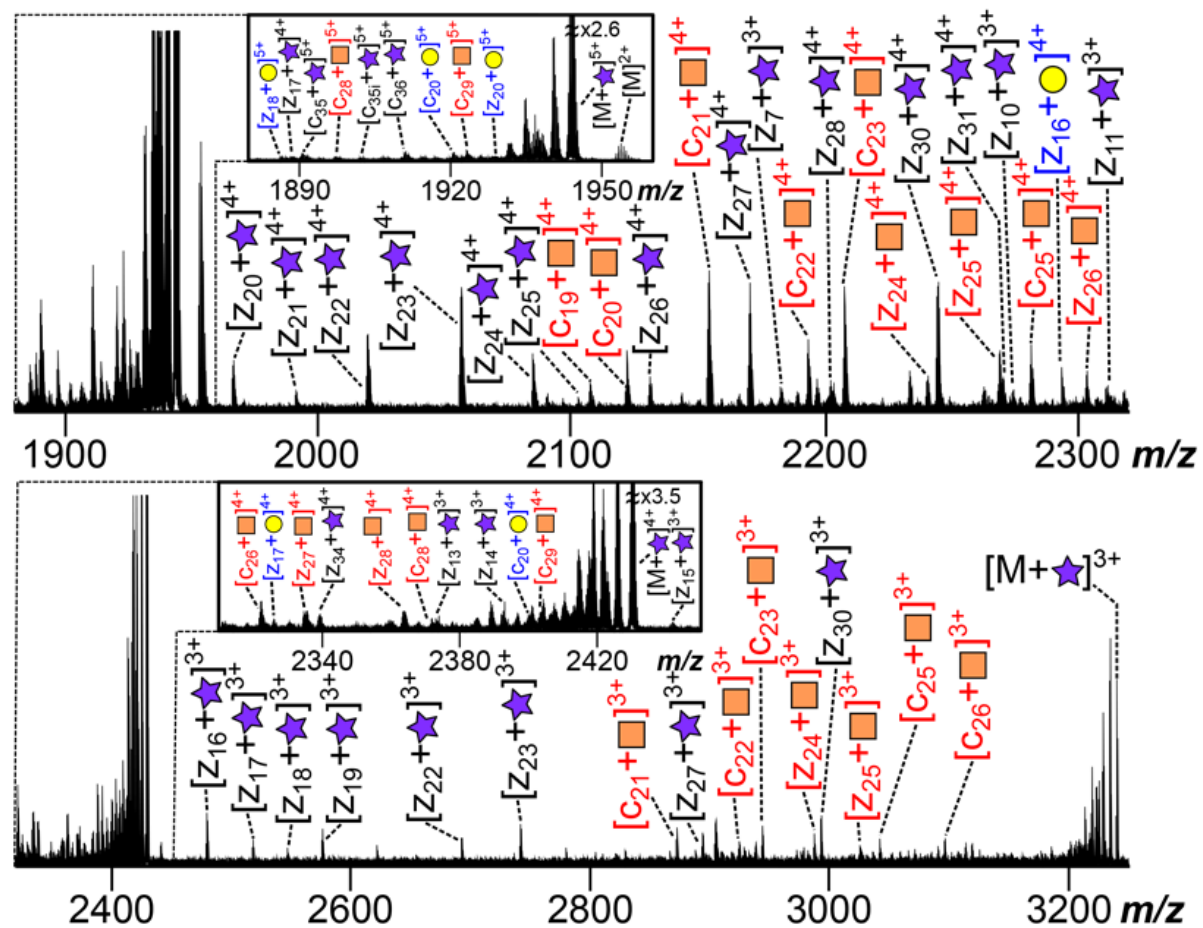 [z18+]5+ [z17+]4+ [c35+]5+ [c28+]5+ [c35i+]5+ [c36+]5+ [c20+]5+ [c29+]5+ [z20+]5+
≈x2.6
[M+]5+
[M]2+
1889 1920 1950 m/z
[z20+]4+ [z21+]4+ [z22+]4+ [z23+]4+ [z24+]4+ [z25+]4+ [c19+]4+ [c20+]4+ [z26+]4+ [c21+]4+ [z27+]4+ [z7+]3+ [c22+]4+ [z28+]4+ [c23+]4+ [z24+]4+ [z30+]4+ [z25+]4+ [z31+]4+ [z10+]3+ [c25+]4+ [z16+]4+ [z26+]4+ [z11+]3+
1900 2000 2100 2200 2300 m/z
[c26+]4+ [z17+]4+ [z27+]4+ [z34+]4+ [z28+]4+ [c28+]4+ [z13+]3+ [z14+]3+ [c20+]4+ [c29+]4+
≈x3.5
[M+]4+
[z15+]3+
2340 2380 2420 m/z
[z16+]3+ [z17+]3+ [z18+]3+ [z19+]3+ [z22+]3+ [z23+]3+ [c21+]3+ [z27+]3+ [c22+]3+ [c23+]3+ [z24+]3+ [z30+]3+ [z25+]3+ [c25+]3+ [c26+]3+ [M+]3+
2400 2600 2800 3000 3200 m/z